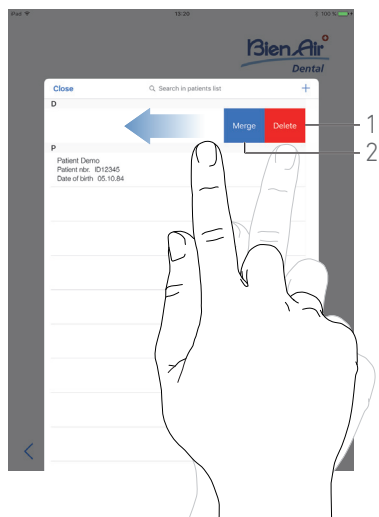 iPad 13:20 100 %
Bien Air
Dental
Close Search in patients list +
D
Merge Delete 1
2
P
Patient Demo
Patient nbr. ID12345
Date of birth 05.10.84